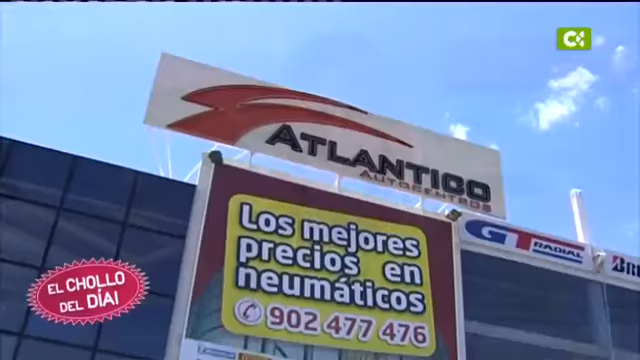 C
ATLANTICO
AUTOCENTROS
Los mejores
precios en
neumáticos
902 477 476
GT RADIAL
EL CHOLLO
DEL DÍA!